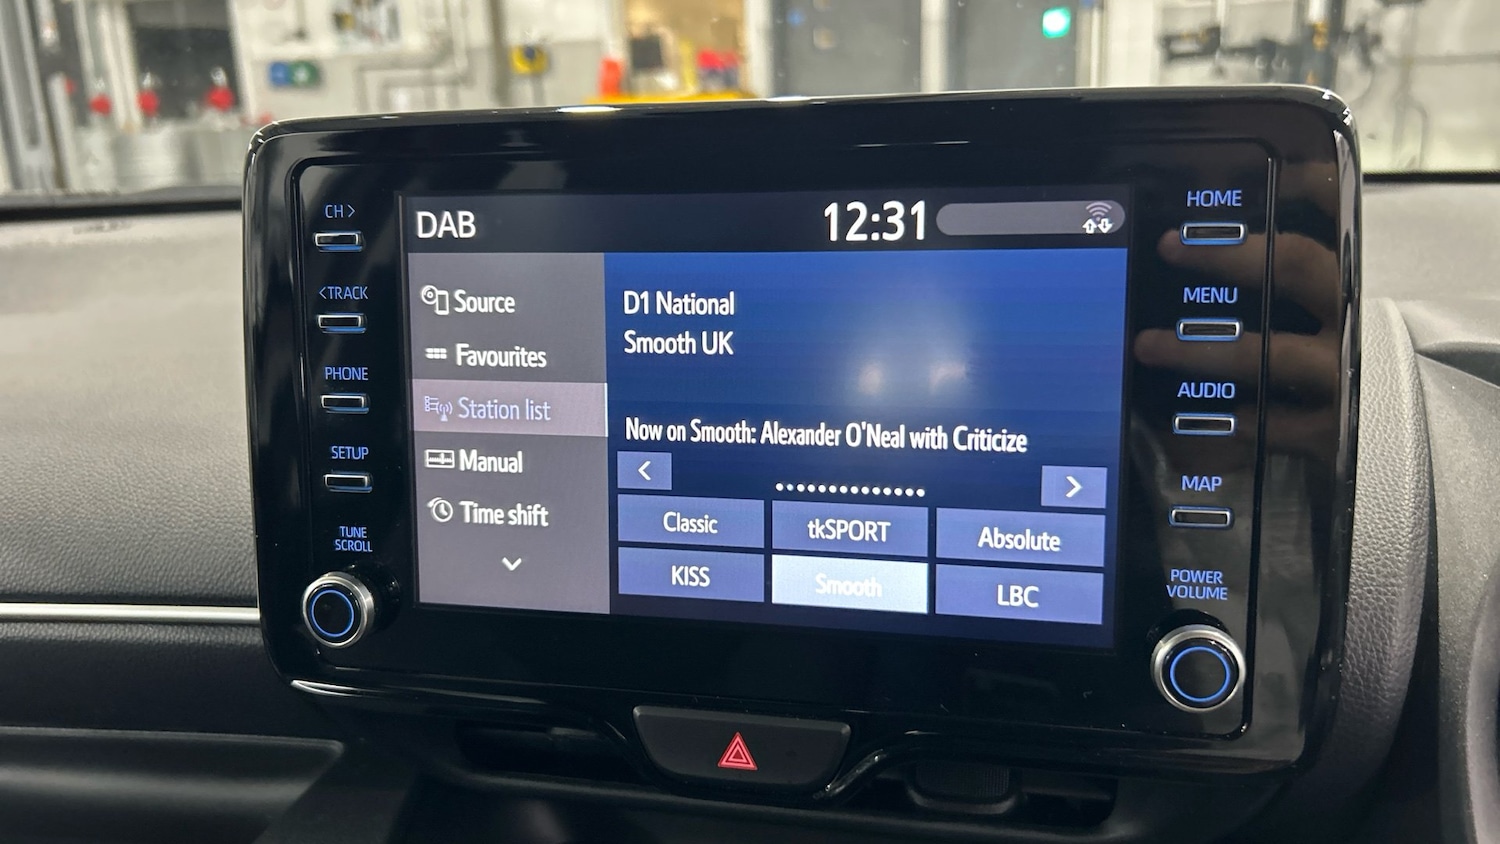 CH>
<TRACK
PHONE
SETUP
TUNE
SCROLL
DAB
12:31
Source
Favourites
Station list
Manual
Time shift
D1 National
Smooth UK
Now on Smooth: Alexander O'Neal with Criticize
<
>
Classic
tkSPORT
Absolute
KISS
Smooth
LBC
HOME
MENU
AUDIO
MAP
POWER
VOLUME